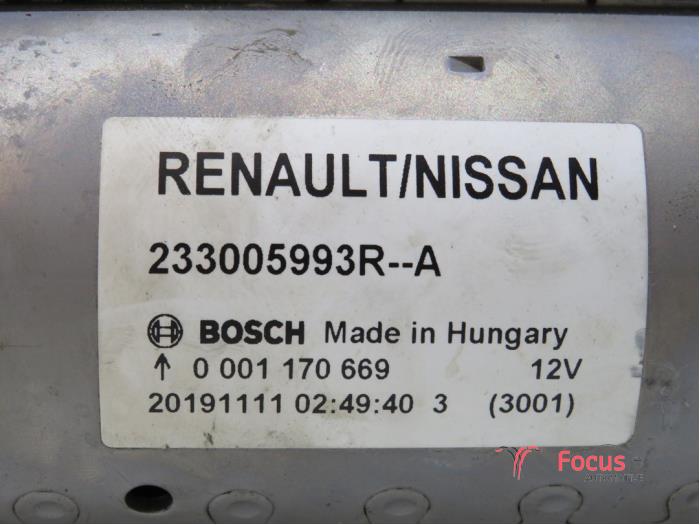 RENAULT/NISSAN
233005993R--A
BOSCH Made in Hungary
↑ 0 001 170 669 12V
20191111 02:49:40 3 (3001)
Focus
AUTOMOBILE